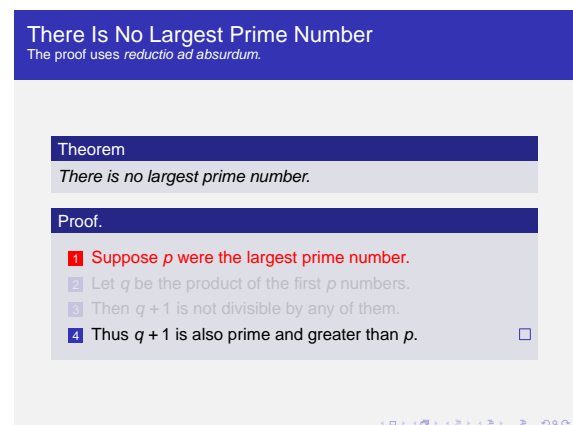 There Is No Largest Prime Number
The proof uses reductio ad absurdum.
Theorem
There is no largest prime number.
Proof.
1 Suppose p were the largest prime number.
2 Let q be the product of the first p numbers.
3 Then q + 1 is not divisible by any of them.
4 Thus q + 1 is also prime and greater than p.